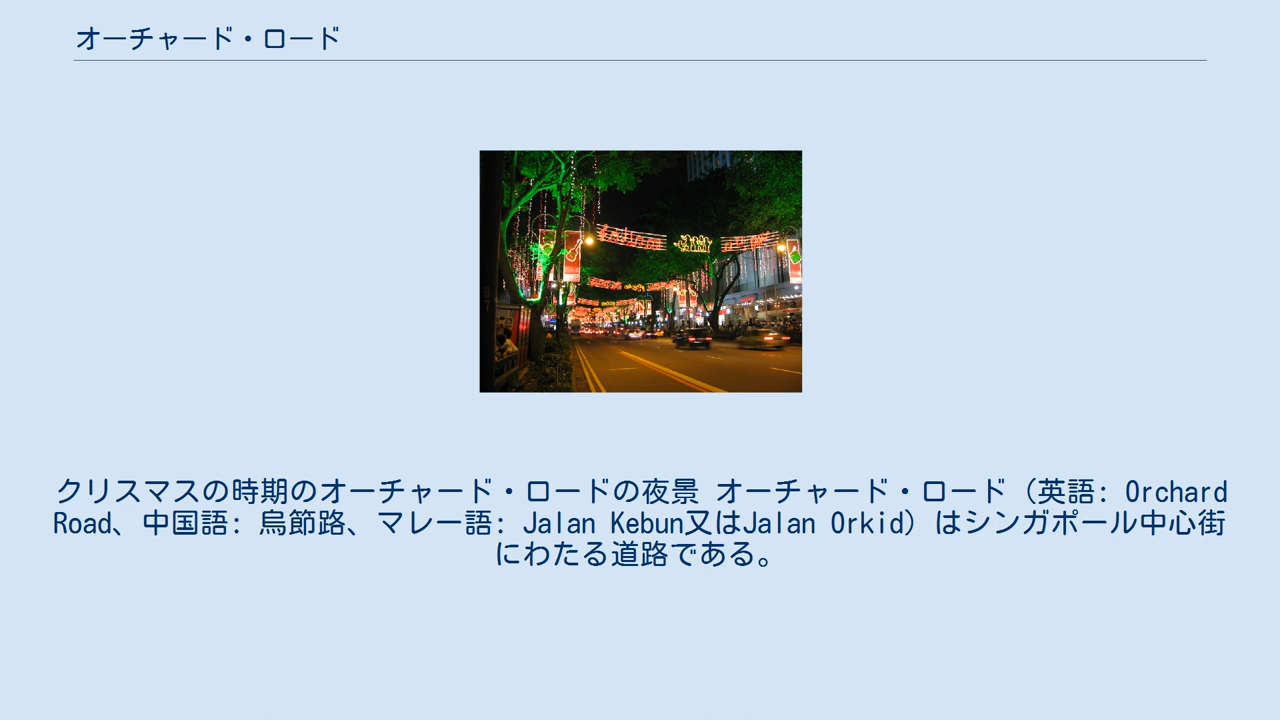 オーチャード・ロード
クリスマスの時期のオーチャード・ロードの夜景 オーチャード・ロード（英語: Orchard
Road、中国語: 烏節路、マレー語: Jalan Kebun又はJalan Orkid）はシンガポール中心街
にわたる道路である。